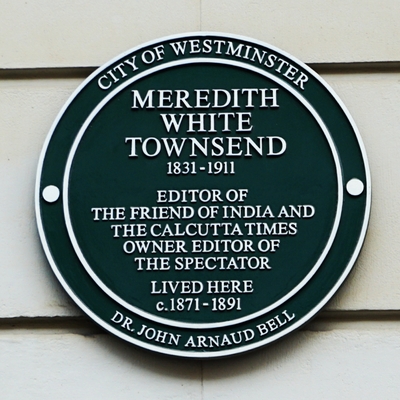 CITY OF WESTMINSTER
MEREDITH
WHITE
TOWNSEND
1831-1911
EDITOR OF
THE FRIEND OF INDIA AND
THE CALCUTTA TIMES
OWNER EDITOR OF
THE SPECTATOR
LIVED HERE
c.1871-1891
DR. JOHN ARNAUD BELL